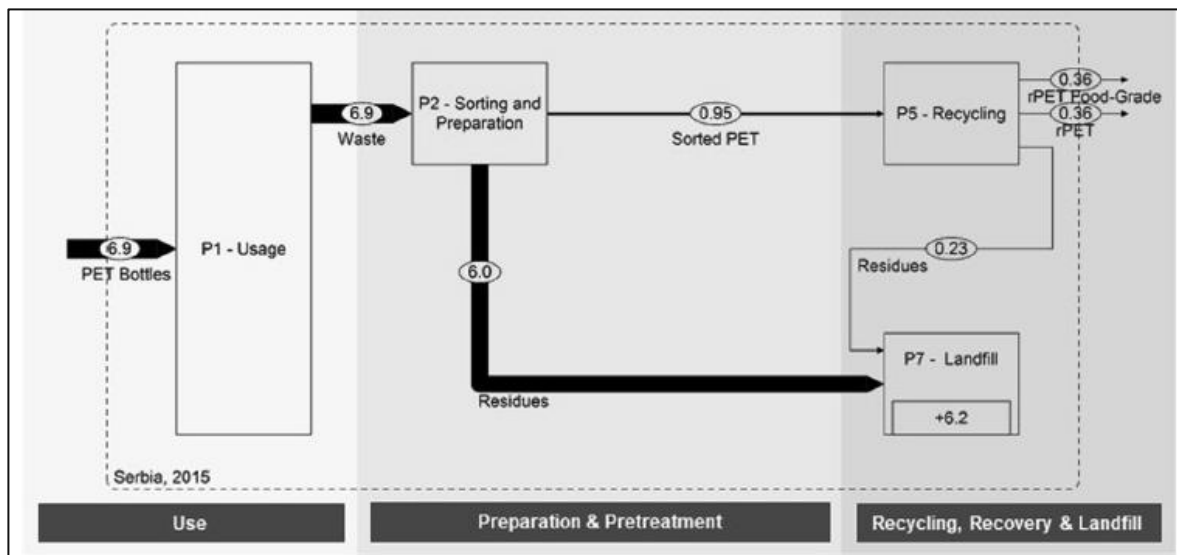 P2 - Sorting and
Preparation
P5 - Recycling
0.36
rPET Food-Grade
0.36
rPET
6.9
Waste
0.95
Sorted PET
6.9
PET Bottles
P1 - Usage
6.0
Residues
0.23
Residues
P7 - Landfill
+6.2
Serbia, 2015
Use
Preparation & Pretreatment
Recycling, Recovery & Landfill